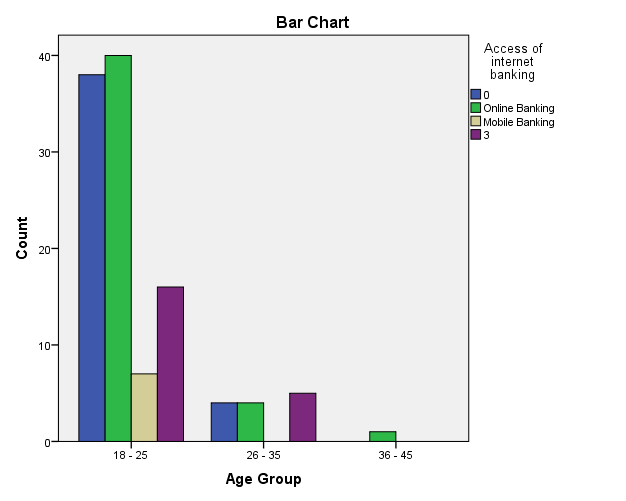 Bar Chart
Access of
internet
banking
0
Online Banking
Mobile Banking
3
Count
40
30
20
10
0
18 - 25
26 - 35
36 - 45
Age Group